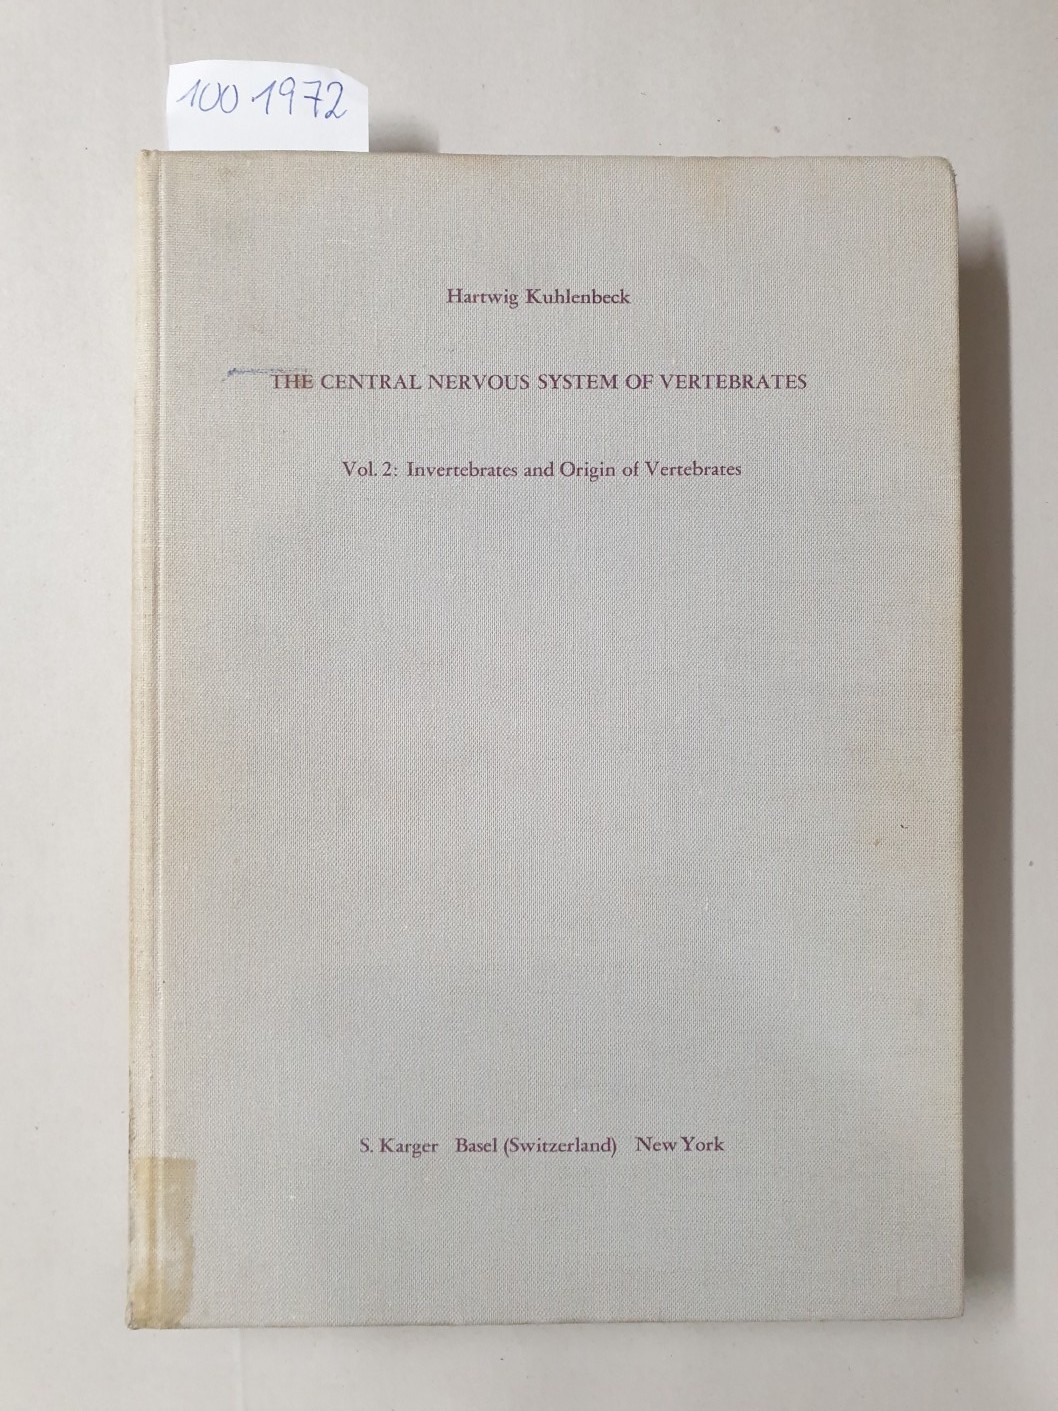 100 1972
Hartwig Kuhlenbeck
THE CENTRAL NERVOUS SYSTEM OF VERTEBRATES
Vol. 2: Invertebrates and Origin of Vertebrates
S. Karger Basel (Switzerland) New York